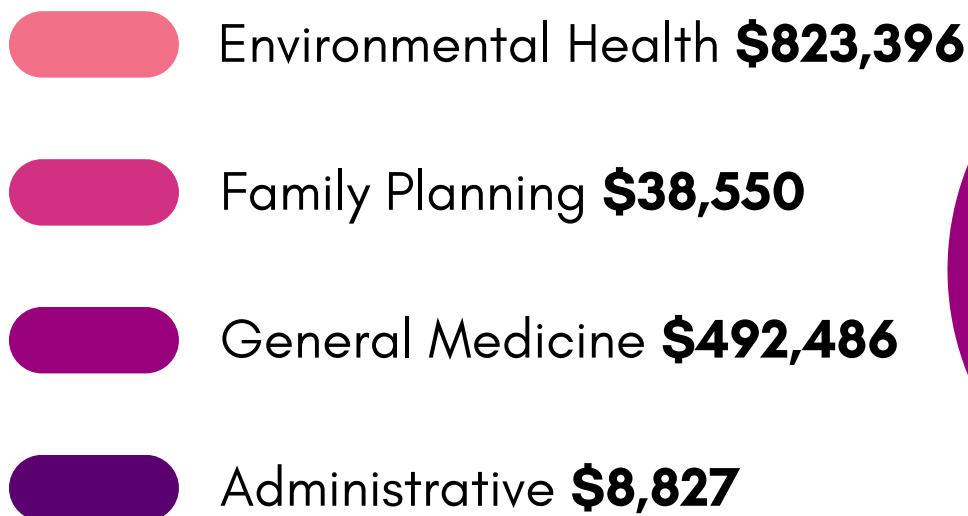 Environmental Health $823,396
Family Planning $38,550
General Medicine $492,486
Administrative $8,827